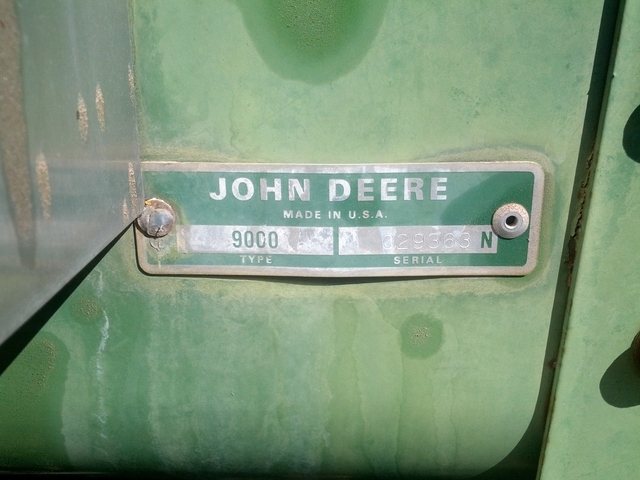 JOHN DEERE
MADE IN U.S.A.
9000 N
TYPE SERIAL